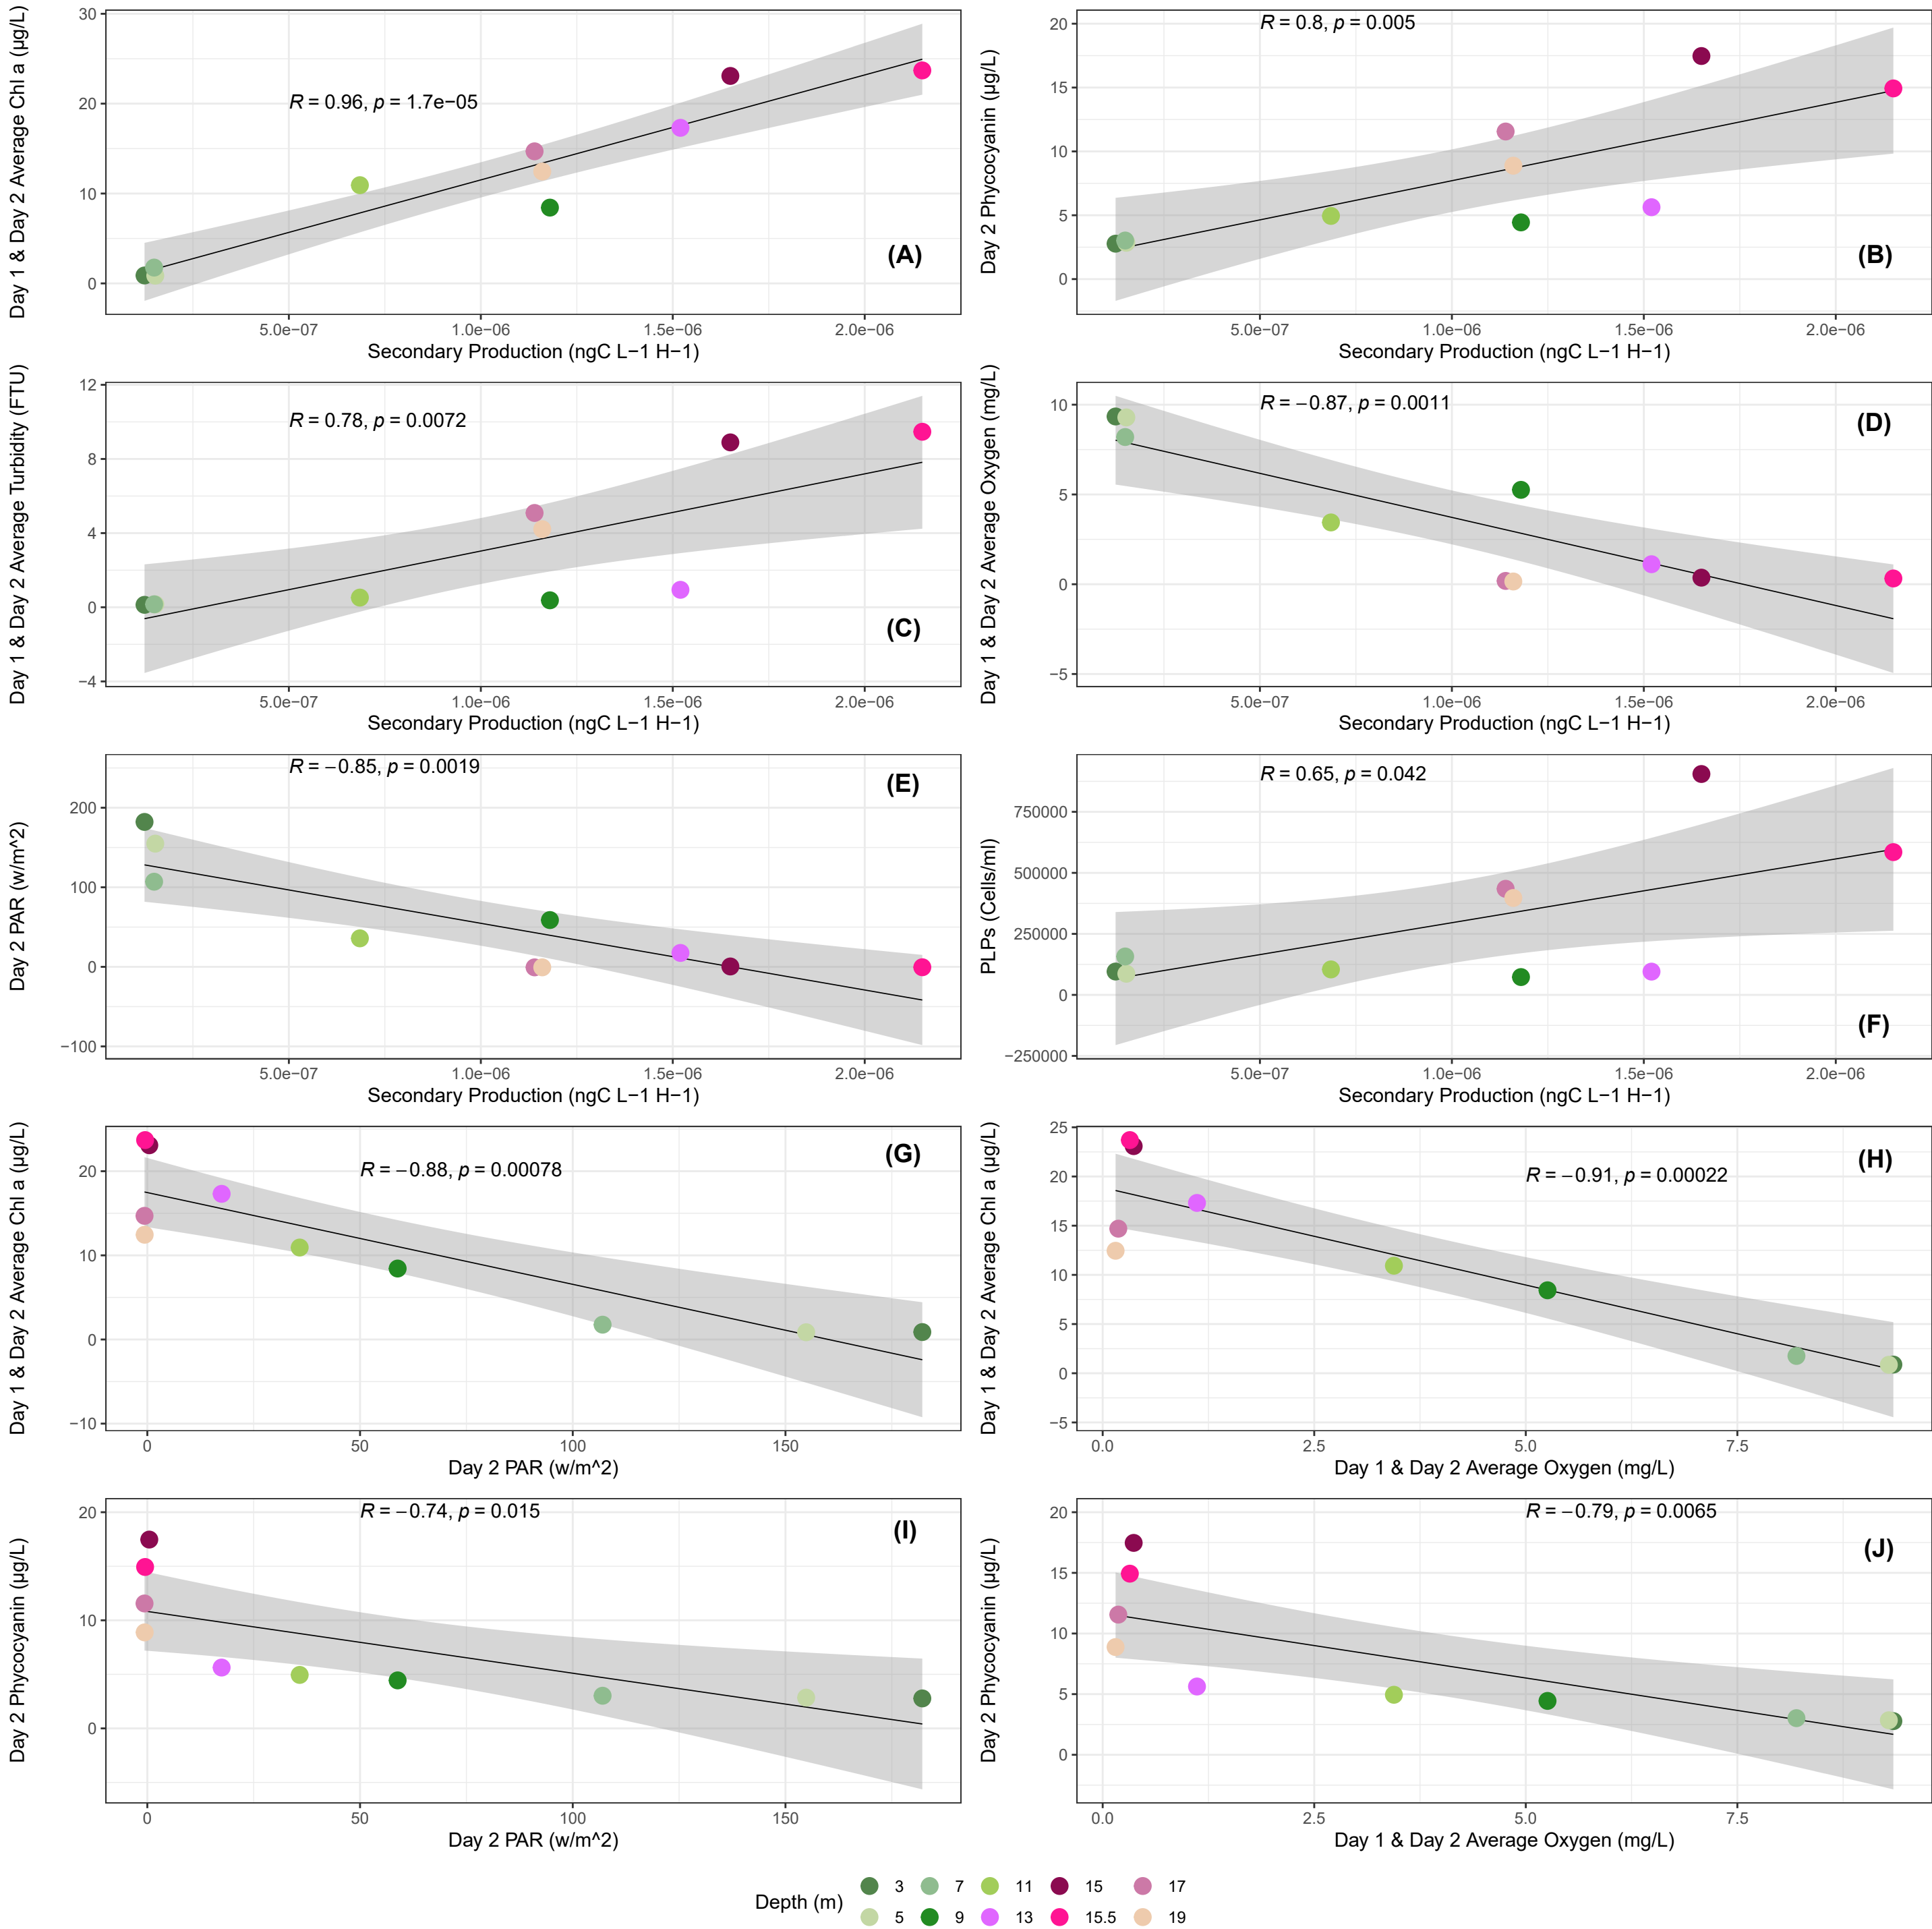 Day 1 & Day 2 Average Chl a (µg/L)
30
20
10
0
R = 0.96, p = 1.7e−05
(A)
5.0e−07 1.0e−06 1.5e−06 2.0e−06
Secondary Production (ngC L−1 H−1)
Day 2 Phycocyanin (µg/L)
20
15
10
5
0
R = 0.8, p = 0.005
(B)
5.0e−07 1.0e−06 1.5e−06 2.0e−06
Secondary Production (ngC L−1 H−1)
Day 1 & Day 2 Average Turbidity (FTU)
12
8
4
0
−4
R = 0.78, p = 0.0072
(C)
5.0e−07 1.0e−06 1.5e−06 2.0e−06
Secondary Production (ngC L−1 H−1)
Day 1 & Day 2 Average Oxygen (mg/L)
10
5
0
−5
R = −0.87, p = 0.0011
(D)
5.0e−07 1.0e−06 1.5e−06 2.0e−06
Secondary Production (ngC L−1 H−1)
Day 2 PAR (w/m^2)
200
100
0
−100
R = −0.85, p = 0.0019
(E)
5.0e−07 1.0e−06 1.5e−06 2.0e−06
Secondary Production (ngC L−1 H−1)
PLPs (Cells/ml)
750000
500000
250000
0
−250000
R = 0.65, p = 0.042
(F)
5.0e−07 1.0e−06 1.5e−06 2.0e−06
Secondary Production (ngC L−1 H−1)
Day 1 & Day 2 Average Chl a (µg/L)
20
10
0
−10
R = −0.88, p = 0.00078
(G)
0 50 100 150
Day 2 PAR (w/m^2)
Day 1 & Day 2 Average Chl a (µg/L)
25
20
15
10
5
0
−5
R = −0.91, p = 0.00022
(H)
0.0 2.5 5.0 7.5
Day 1 & Day 2 Average Oxygen (mg/L)
Day 2 Phycocyanin (µg/L)
20
10
0
R = −0.74, p = 0.015
(I)
0 50 100 150
Day 2 PAR (w/m^2)
Day 2 Phycocyanin (µg/L)
20
15
10
5
0
R = −0.79, p = 0.0065
(J)
0.0 2.5 5.0 7.5
Day 1 & Day 2 Average Oxygen (mg/L)
Depth (m)
3 7 11 15 17
5 9 13 15.5 19